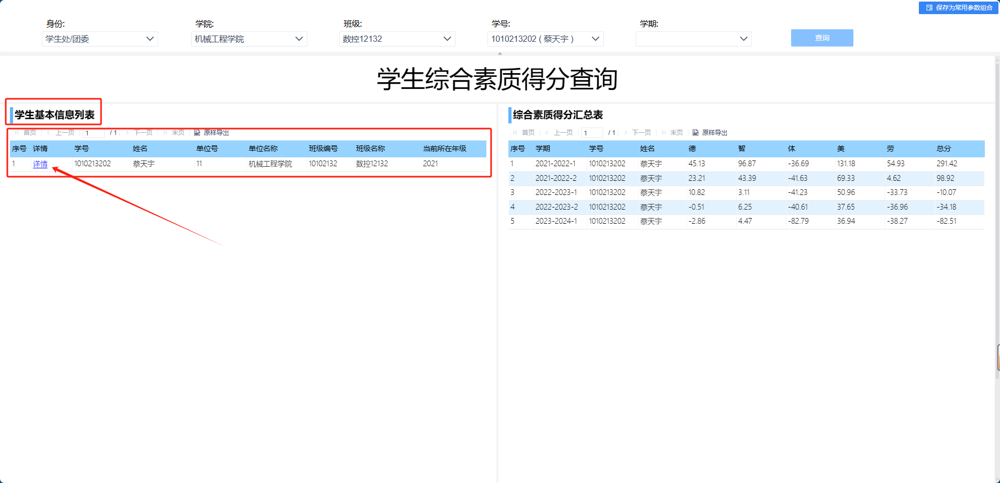 保存为常用参数组合
身份: 学院: 班级: 学号: 学期:
学生处/团委 机械工程学院 数控12132 1010213202 ( 蔡天宇 ) 查询
学生综合素质得分查询
学生基本信息列表
首页 上一页 1 / 1 下一页 末页 原样导出
序号 详情 学号 姓名 单位号 单位名称 班级编号 班级名称 当前所在年级
1 详情 1010213202 蔡天宇 11 机械工程学院 10102132 数控12132 2021
综合素质得分汇总表
首页 上一页 1 / 1 下一页 末页 原样导出
序号 学期 学号 姓名 德 智 体 美 劳 总分
1 2021-2022-1 1010213202 蔡天宇 45.13 96.87 -36.69 131.18 54.93 291.42
2 2021-2022-2 1010213202 蔡天宇 23.21 43.39 -41.63 69.33 4.62 98.92
3 2022-2023-1 1010213202 蔡天宇 10.82 3.11 -41.23 50.96 -33.73 -10.07
4 2022-2023-2 1010213202 蔡天宇 -0.51 6.25 -40.61 37.65 -36.96 -34.18
5 2023-2024-1 1010213202 蔡天宇 -2.86 4.47 -82.79 36.94 -38.27 -82.51